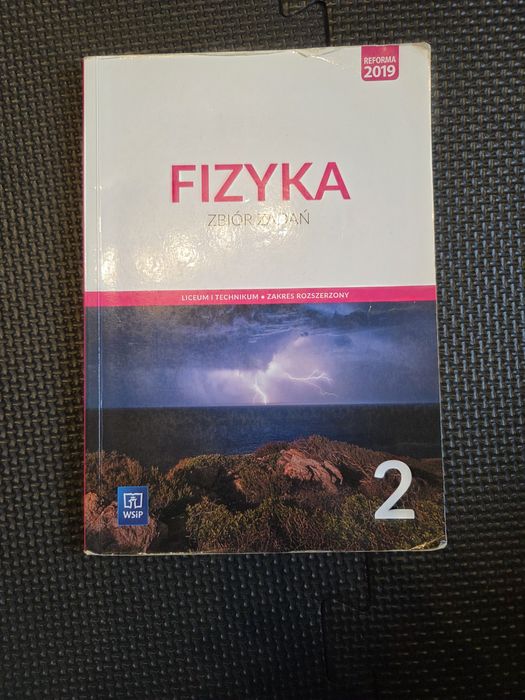 REFORMA
2019
FIZYKA
ZBIÓR ZADAŃ
LICEUM I TECHNIKUM • ZAKRES ROZSZERZONY
2
WSiP